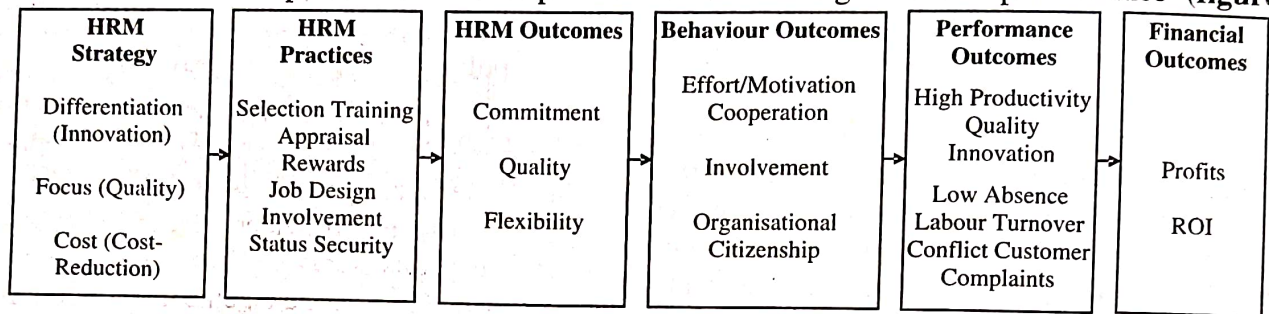 (figure
HRM
Strategy
Differentiation
(Innovation)
Focus (Quality)
Cost (Cost-
Reduction)
HRM
Practices
Selection Training
Appraisal
Rewards
Job Design
Involvement
Status Security
HRM Outcomes
Commitment
Quality
Flexibility
Behaviour Outcomes
Effort/Motivation
Cooperation
Involvement
Organisational
Citizenship
Performance
Outcomes
High Productivity
Quality
Innovation
Low Absence
Labour Turnover
Conflict Customer
Complaints
Financial
Outcomes
Profits
ROI